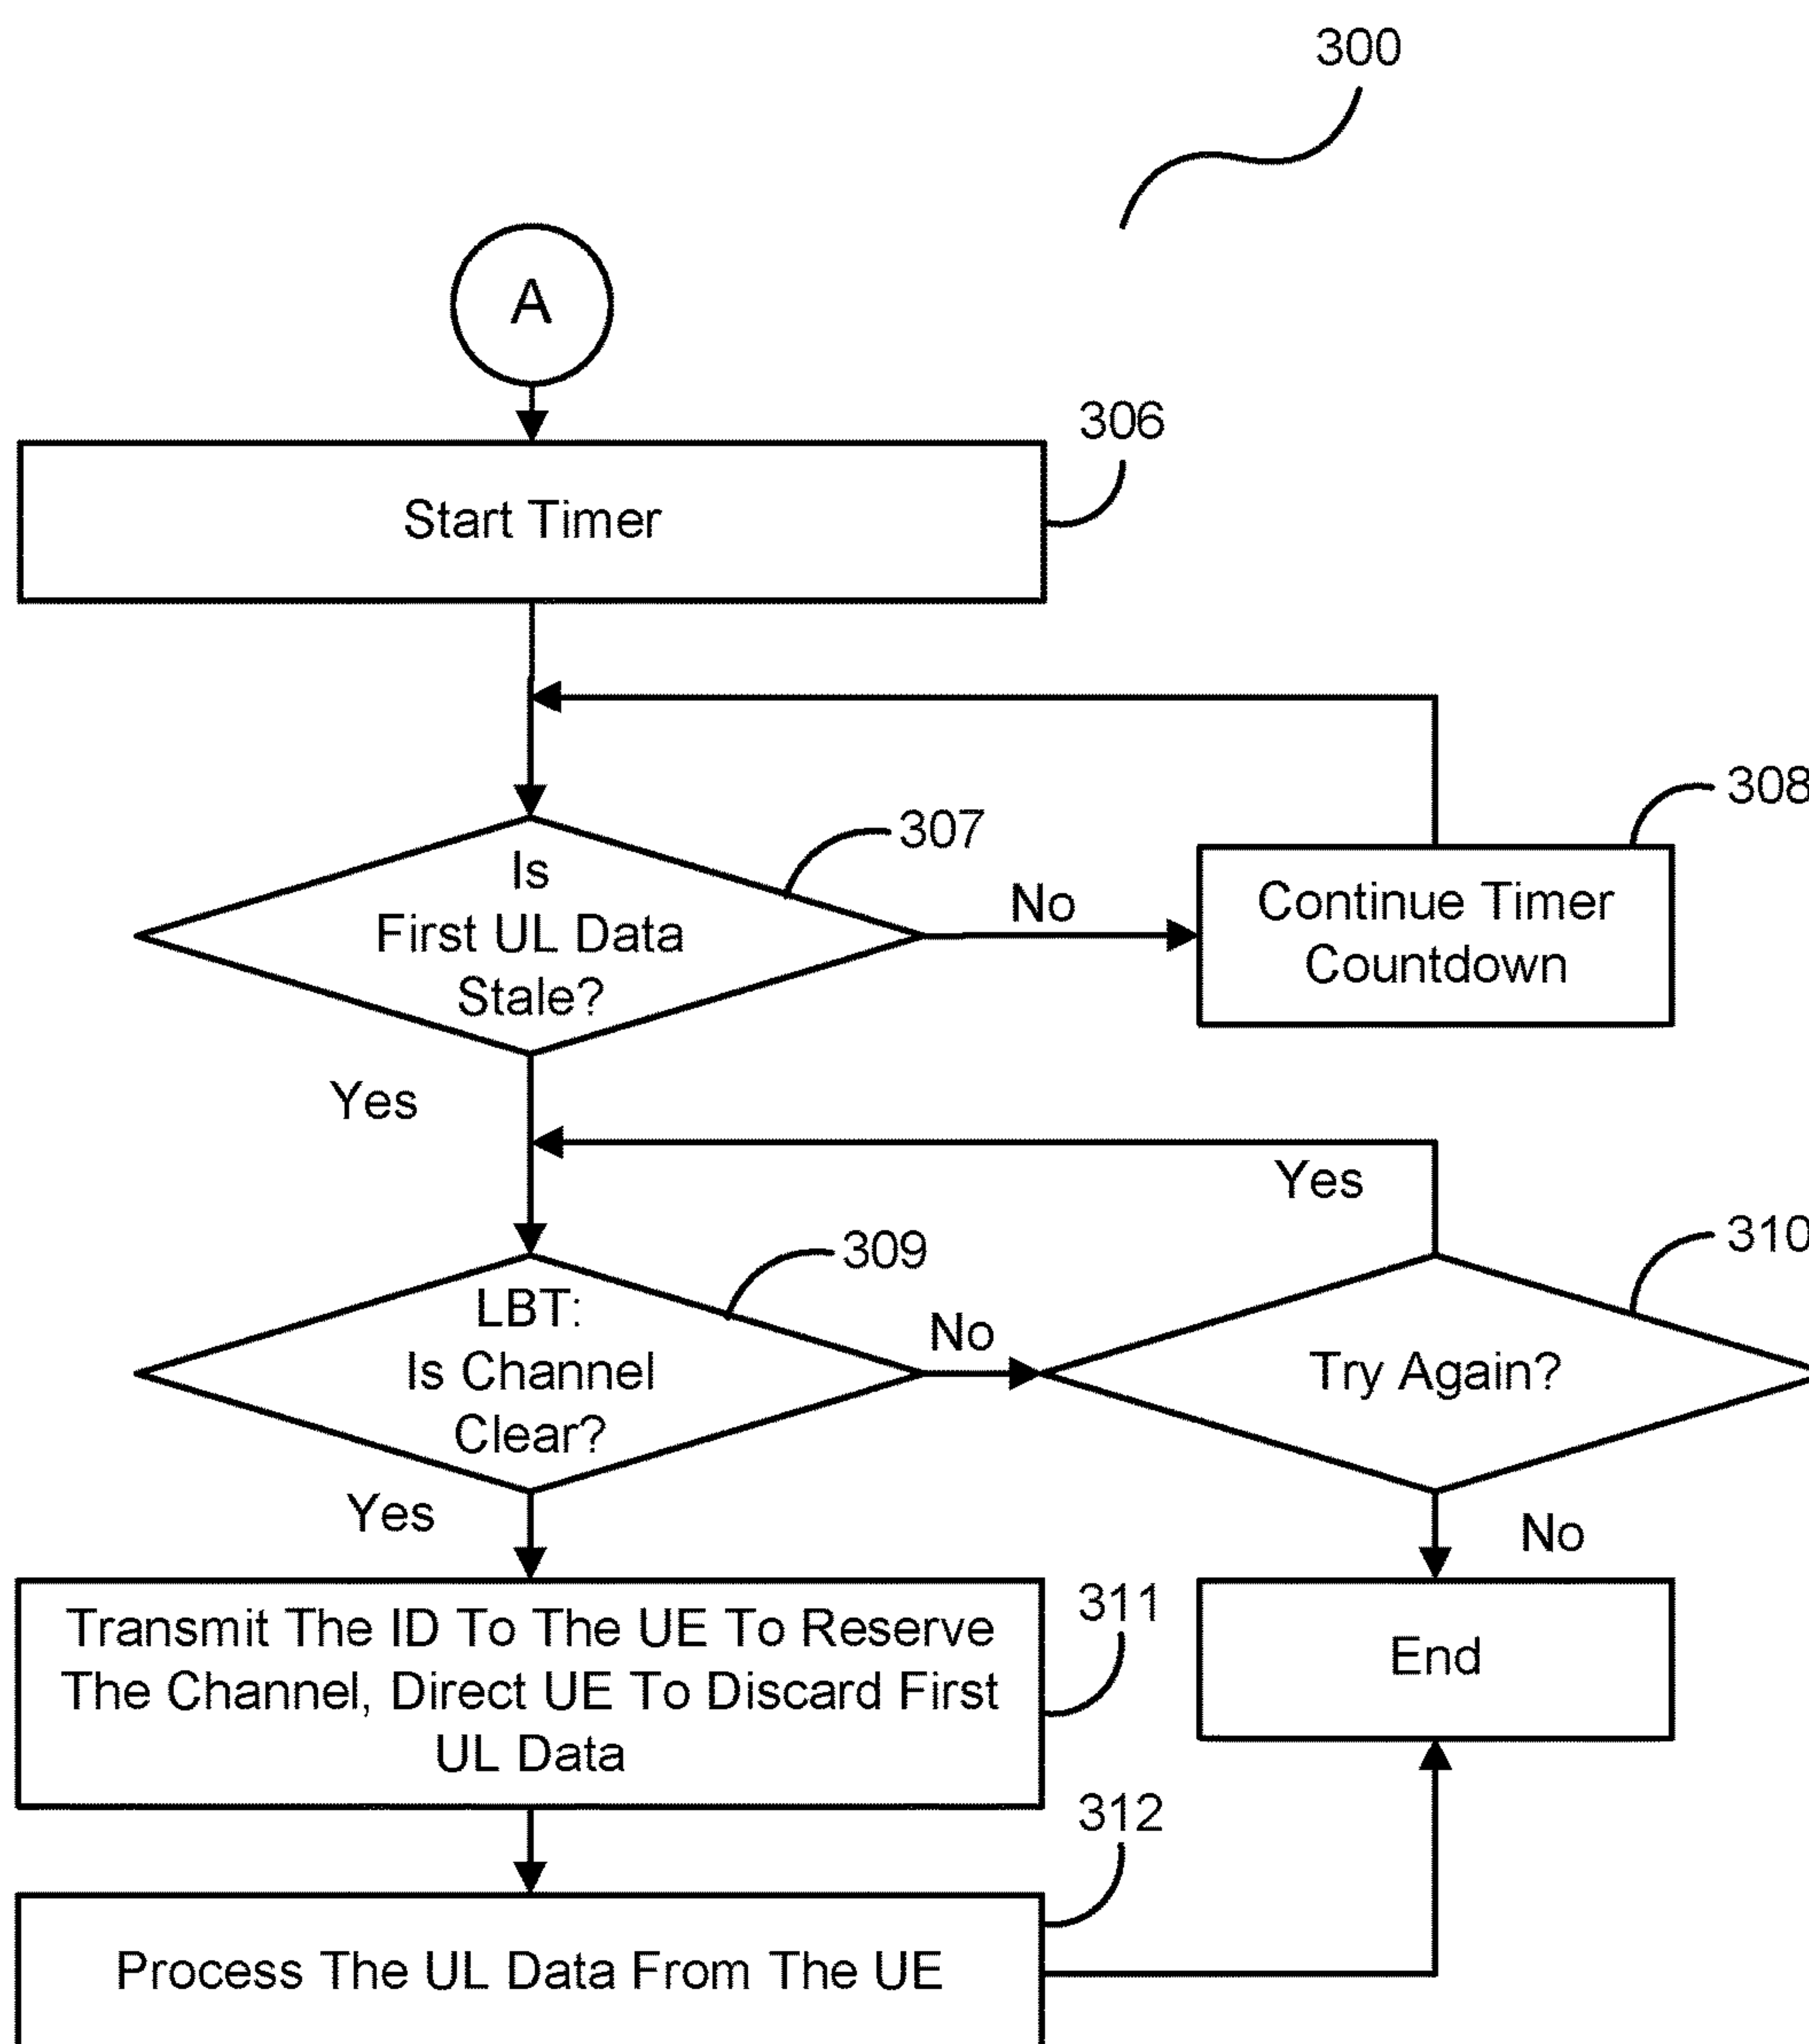 300
A
306
Start Timer
308
307
Is
First UL Data
Stale?
No
Continue Timer
Countdown
Yes
Yes
310
309
LBT:
Is Channel
Clear?
No
Try Again?
Yes
No
311
Transmit The ID To The UE To Reserve
The Channel, Direct UE To Discard First
UL Data
End
312
Process The UL Data From The UE